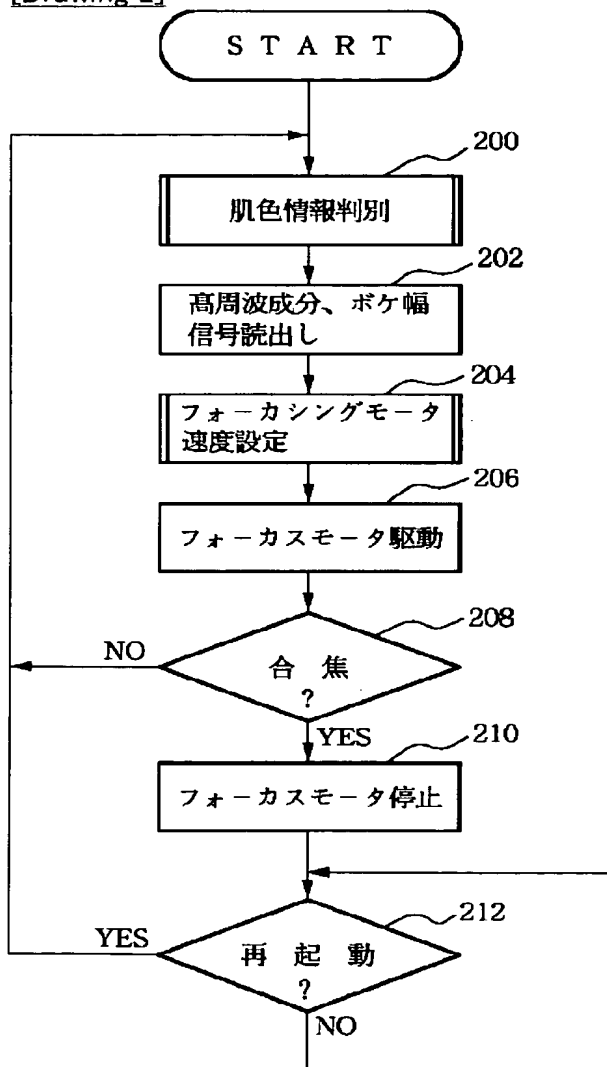 [Drawing 2]
START
200
肌色情報判別
202
高周波成分、ボケ幅
信号読出し
204
フォーカシングモータ
速度設定
206
フォーカスモータ駆動
208
NO
合焦
?
YES
210
フォーカスモータ停止
212
YES
再起動
?
NO